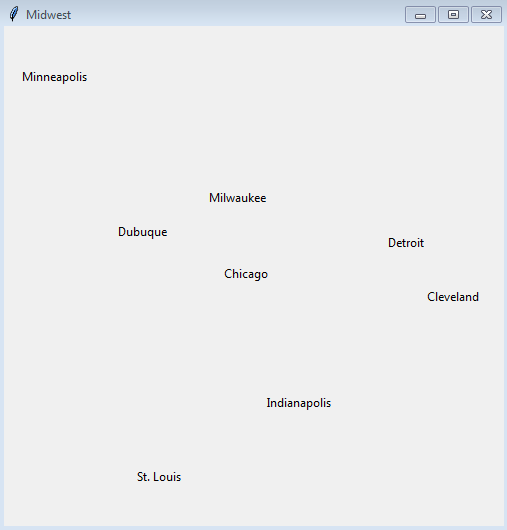 Midwest
Minneapolis
Milwaukee
Dubuque
Detroit
Chicago
Cleveland
Indianapolis
St. Louis